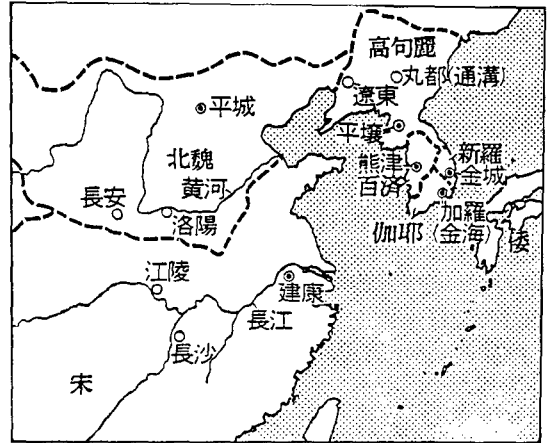 高句麗
丸都(通溝)
遼東
平城
平壌
新羅
金城
熊津
百済
北魏
黄河
長安
洛陽
伽耶
加羅
(金海)
倭
江陵
建康
長江
長沙
宋